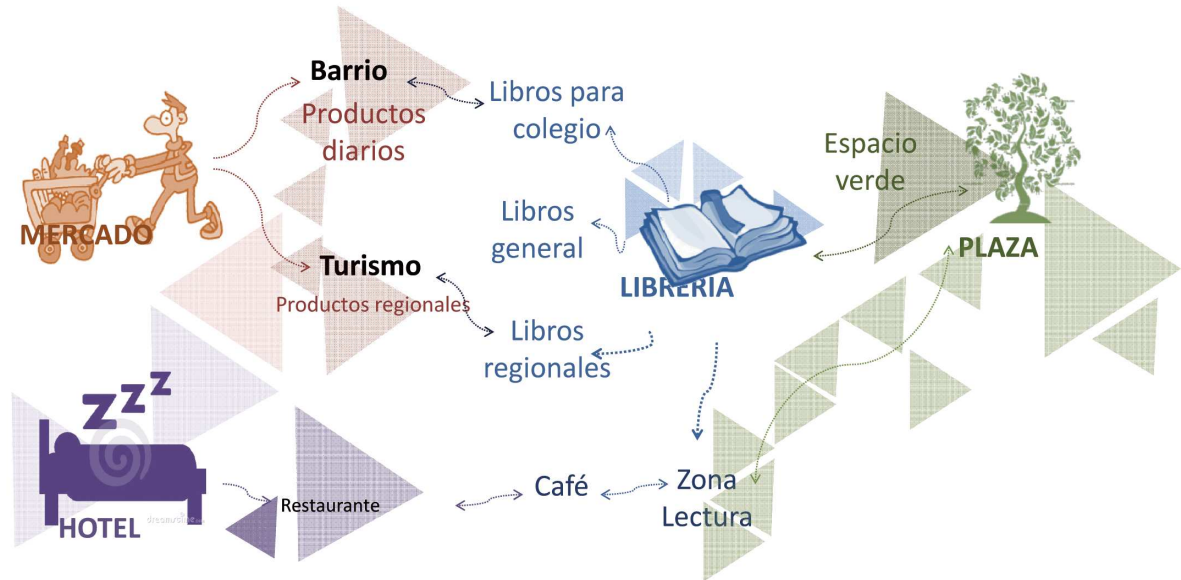 Barrio
Productos
diarios
Libros para
colegio
Espacio
verde
MERCADO
Libros
general
PLAZA
Turismo
LIBRERIA
Productos regionales
Libros
regionales
zzz
Café
Zona
Lectura
Restaurante
HOTEL